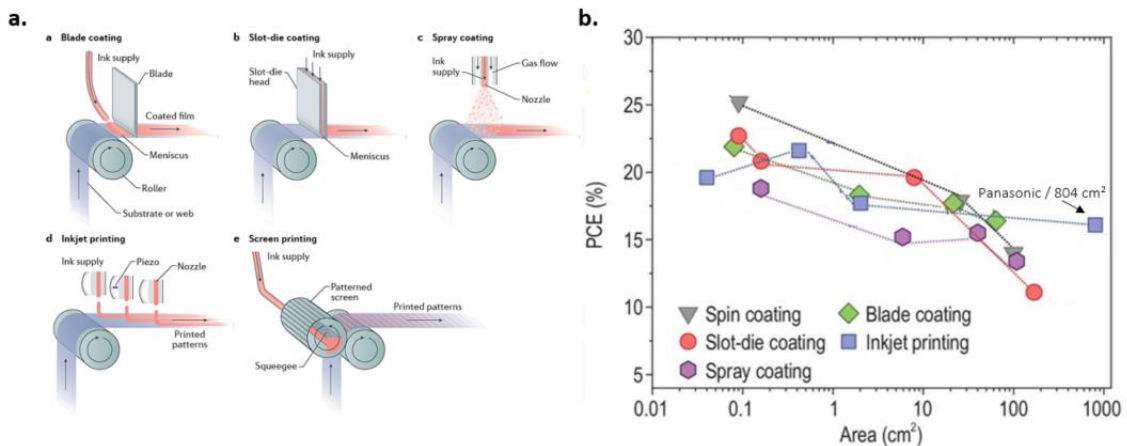 a.
a Blade coating
Ink supply
Blade
Coated film
Meniscus
Roller
Substrate or web
b Slot-die coating
Ink supply
Slot-die
head
Meniscus
c Spray coating
Ink
supply
Gas flow
Nozzle
d Inkjet printing
Ink supply
Piezo
Nozzle
Printed
patterns
e Screen printing
Ink supply
Patterned
screen
Printed patterns
Squeegee
b.
PCE (%)
30
25
20
15
10
5
Panasonic / 804 cm²
Spin coating
Blade coating
Slot-die coating
Inkjet printing
Spray coating
0.01
0.1
1
10
100
1000
Area (cm²)